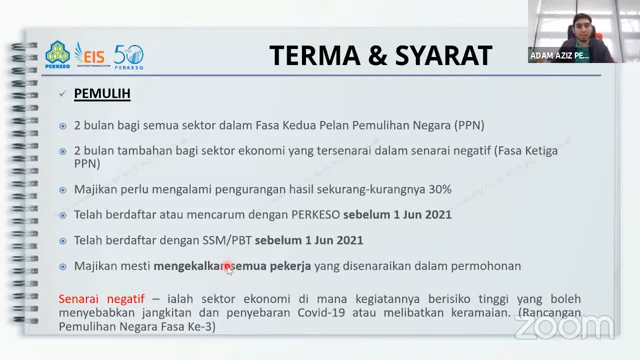 PERKESO
EIS
50
PERKESO
TERMA & SYARAT
ADAM AZIZ PE...
PEMULIH
2 bulan bagi semua sektor dalam Fasa Kedua Pelan Pemulihan Negara (PPN)
2 bulan tambahan bagi sektor ekonomi yang tersenarai dalam senarai negatif (Fasa Ketiga
PPN)
Majikan perlu mengalami pengurangan hasil sekurang-kurangnya 30%
Telah berdaftar atau mencarum dengan PERKESO sebelum 1 Jun 2021
Telah berdaftar dengan SSM/PBT sebelum 1 Jun 2021
Majikan mesti mengekalkan semua pekerja yang disenaraikan dalam permohonan
Senarai negatif – ialah sektor ekonomi di mana kegiatannya berisiko tinggi yang boleh
menyebabkan jangkitan dan penyebaran Covid-19 atau melibatkan keramaian. (Rancangan
Pemulihan Negara Fasa Ke-3)
zoom